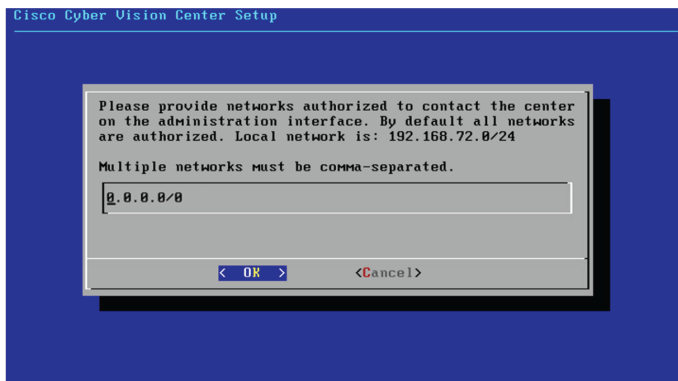 Cisco Cyber Vision Center Setup
Please provide networks authorized to contact the center
on the administration interface. By default all networks
are authorized. Local network is: 192.168.72.0/24
Multiple networks must be comma-separated.
0.0.0.0/0
< OK > <Cancel>